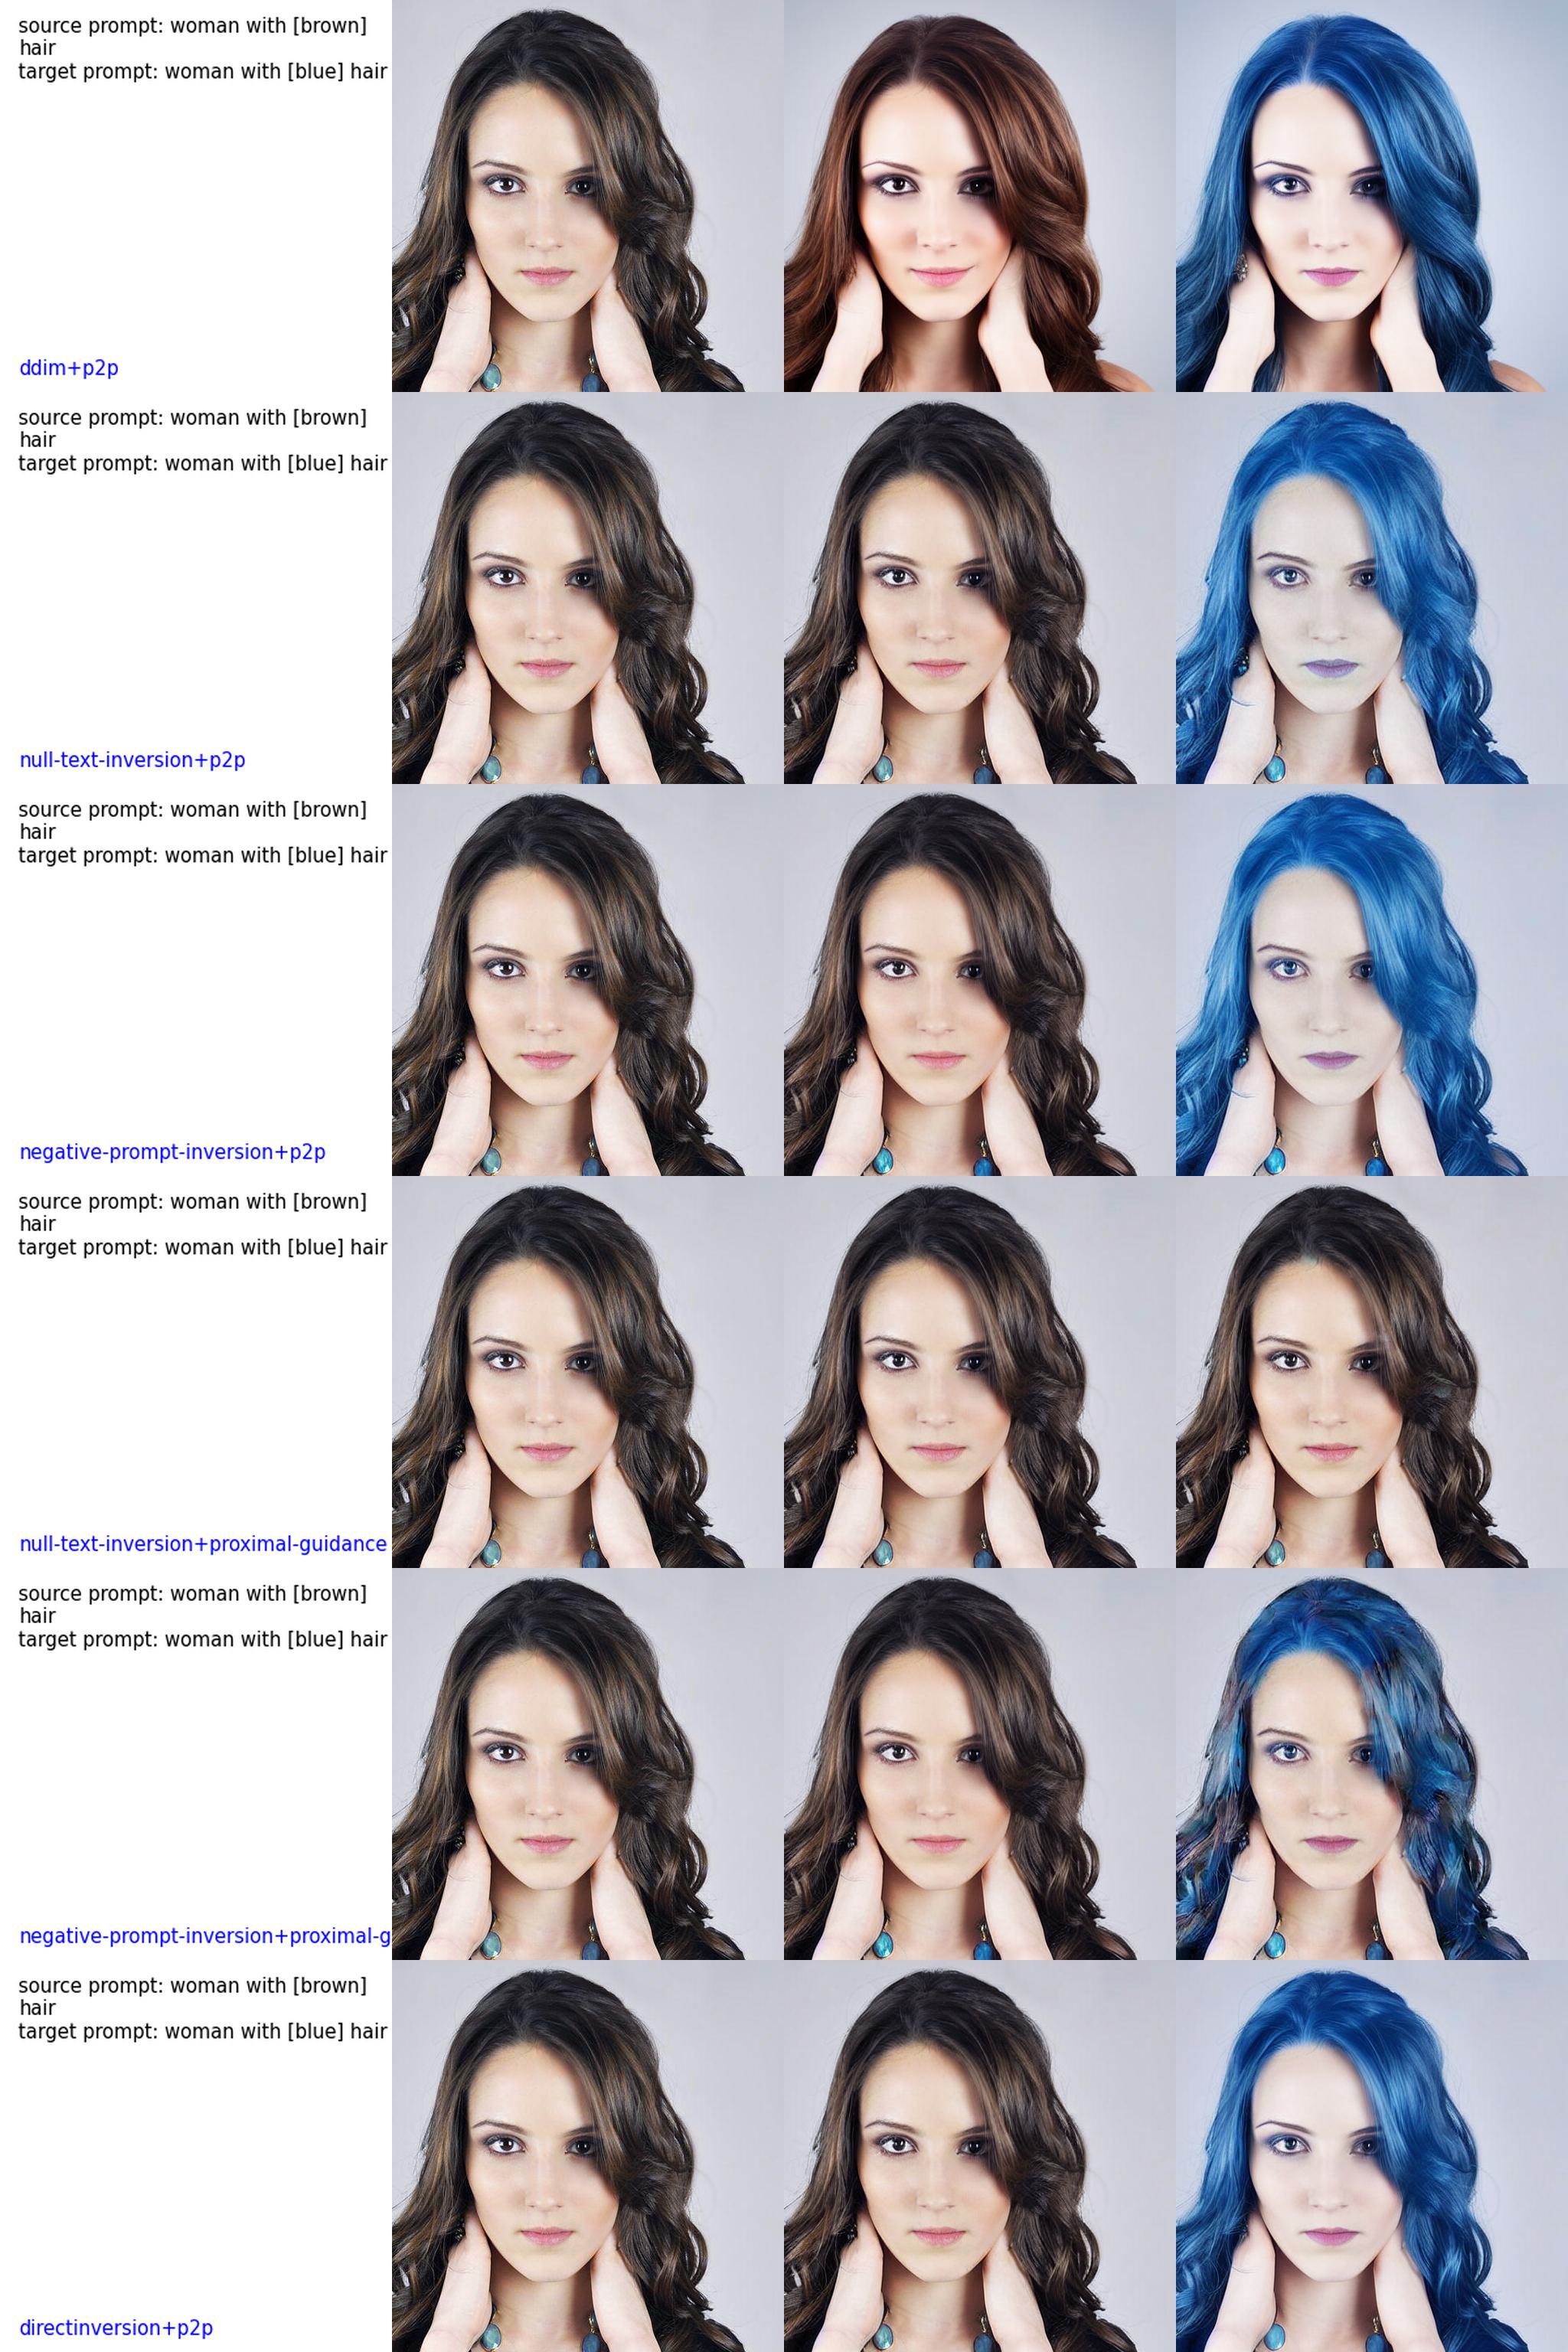 source prompt: woman with [brown]
hair
target prompt: woman with [blue] hair
ddim+p2p
source prompt: woman with [brown]
hair
target prompt: woman with [blue] hair
null-text-inversion+p2p
source prompt: woman with [brown]
hair
target prompt: woman with [blue] hair
negative-prompt-inversion+p2p
source prompt: woman with [brown]
hair
target prompt: woman with [blue] hair
null-text-inversion+proximal-guidance
source prompt: woman with [brown]
hair
target prompt: woman with [blue] hair
negative-prompt-inversion+proximal-g
source prompt: woman with [brown]
hair
target prompt: woman with [blue] hair
directinversion+p2p